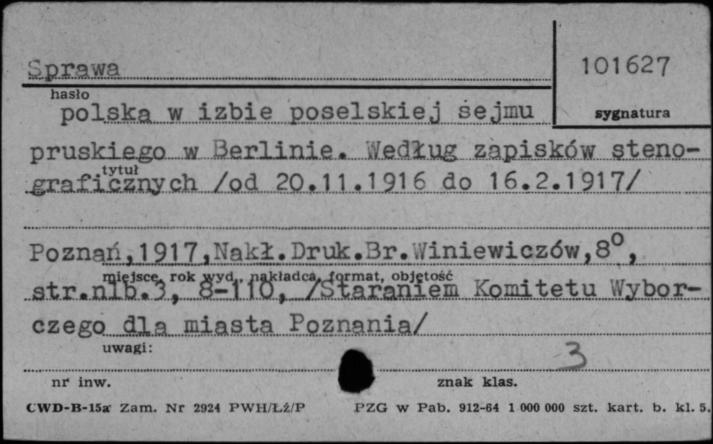 Sprawa
101627
hasło
polska w izbie poselskiej sejmu
sygnatura
pruskiego w Berlinie. Według zapisków steno-
tytuł
graficznych /od 20.11.1916 do 16.2.1917/
Poznań,1917,Nakł.Druk.Br.Winiewiczów,8°,
miejsce, rok wyd., nakładca, format, objętość
str.nlb.3, 8-110, /Staraniem Komitetu Wybor-
czego dla miasta Poznania/
uwagi:
3
nr inw.
znak klas.
CWD-B-15a Zam. Nr 2924 PWH/Łź/P
PZG w Pab. 912-64 1 000 000 szt. kart. b. kl. 5.